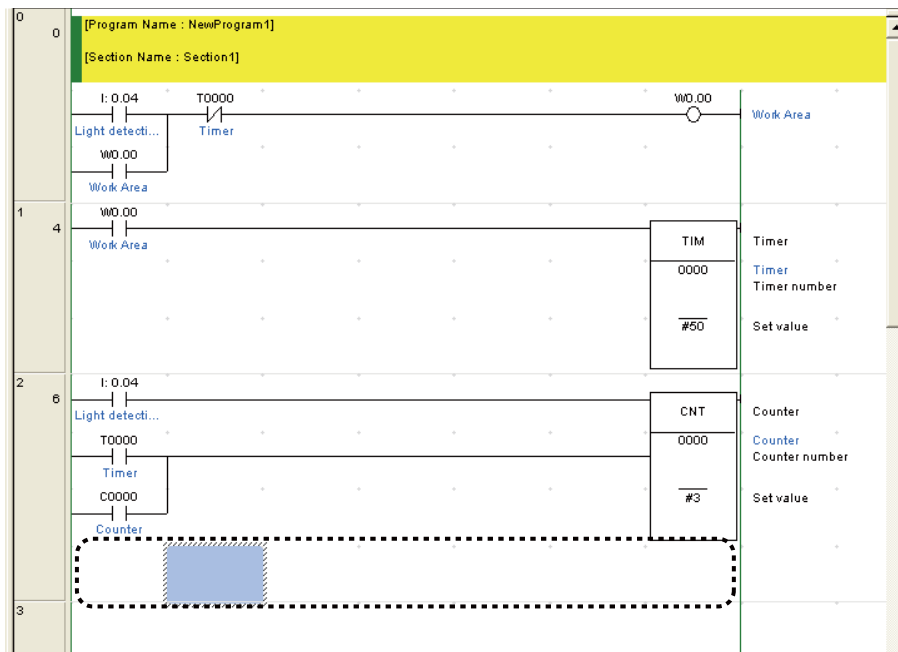 0
0
[Program Name : NewProgram1]
[Section Name : Section1]
I: 0.04 T0000 W0.00
Light detecti... Timer Work Area
W0.00
Work Area
1
4
W0.00
Work Area
TIM Timer
0000 Timer
Timer number
#50 Set value
2
6
I: 0.04
Light detecti...
CNT Counter
T0000 0000 Counter
Timer Counter number
C0000 #3 Set value
Counter
3